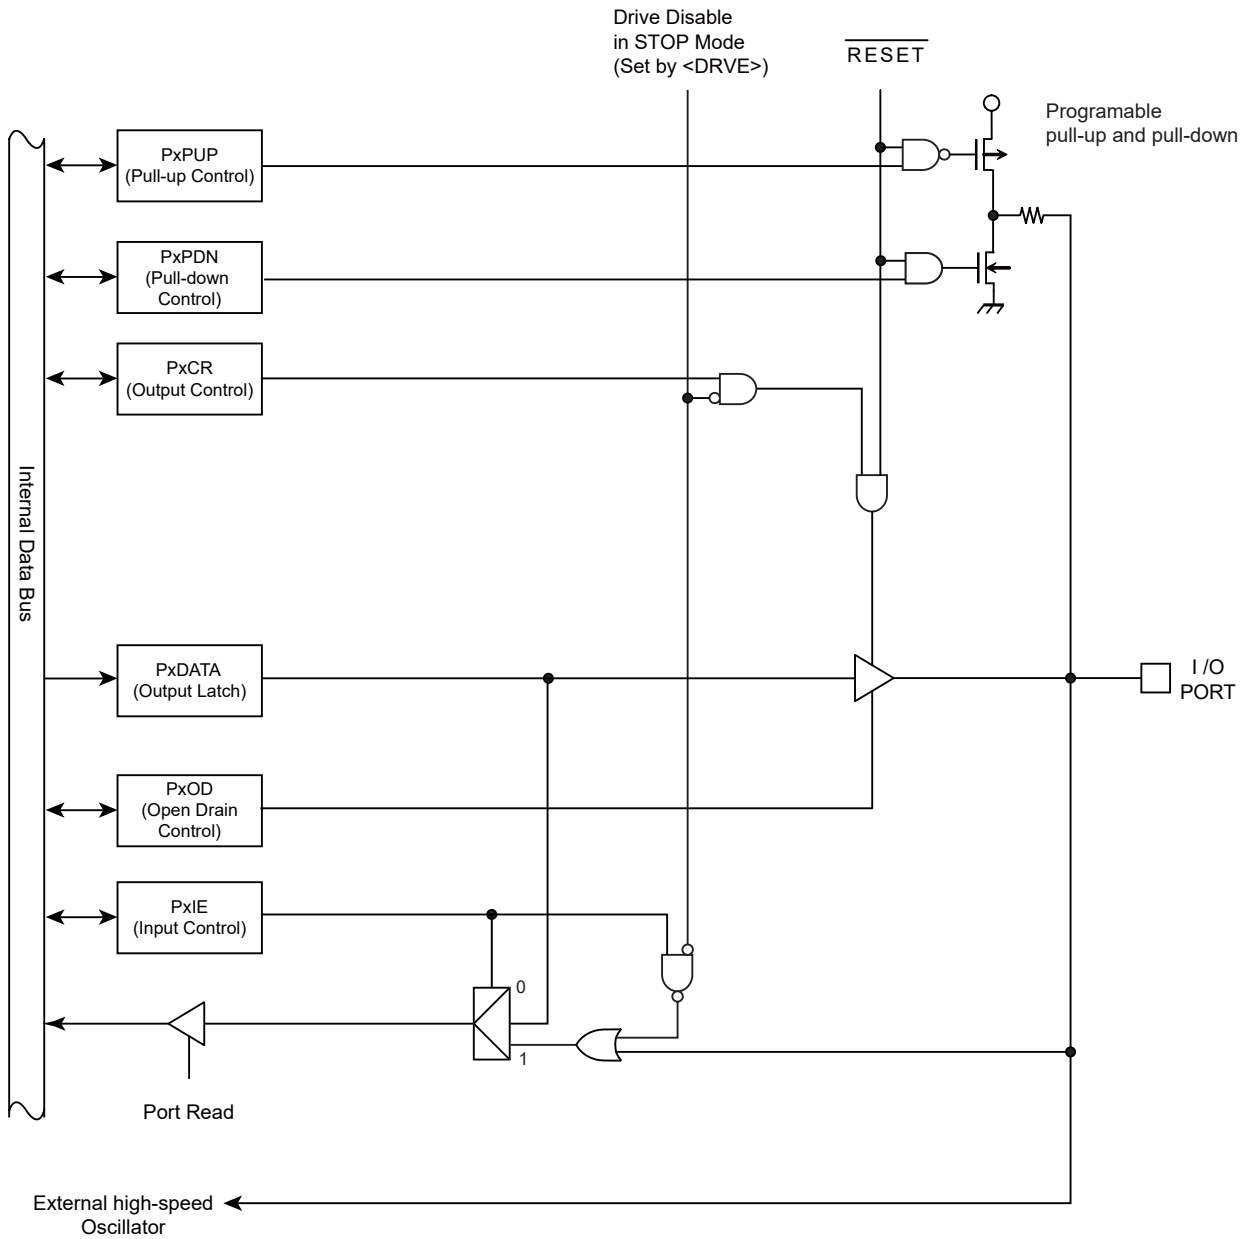 Drive Disable
in STOP Mode
(Set by <DRVE>)
RESET
Programable
pull-up and pull-down
PxPUP
(Pull-up Control)
PxPDN
(Pull-down
Control)
PxCR
(Output Control)
Internal Data Bus
PxDATA
(Output Latch)
I /O
PORT
PxOD
(Open Drain
Control)
PxIE
(Input Control)
0
1
Port Read
External high-speed
Oscillator